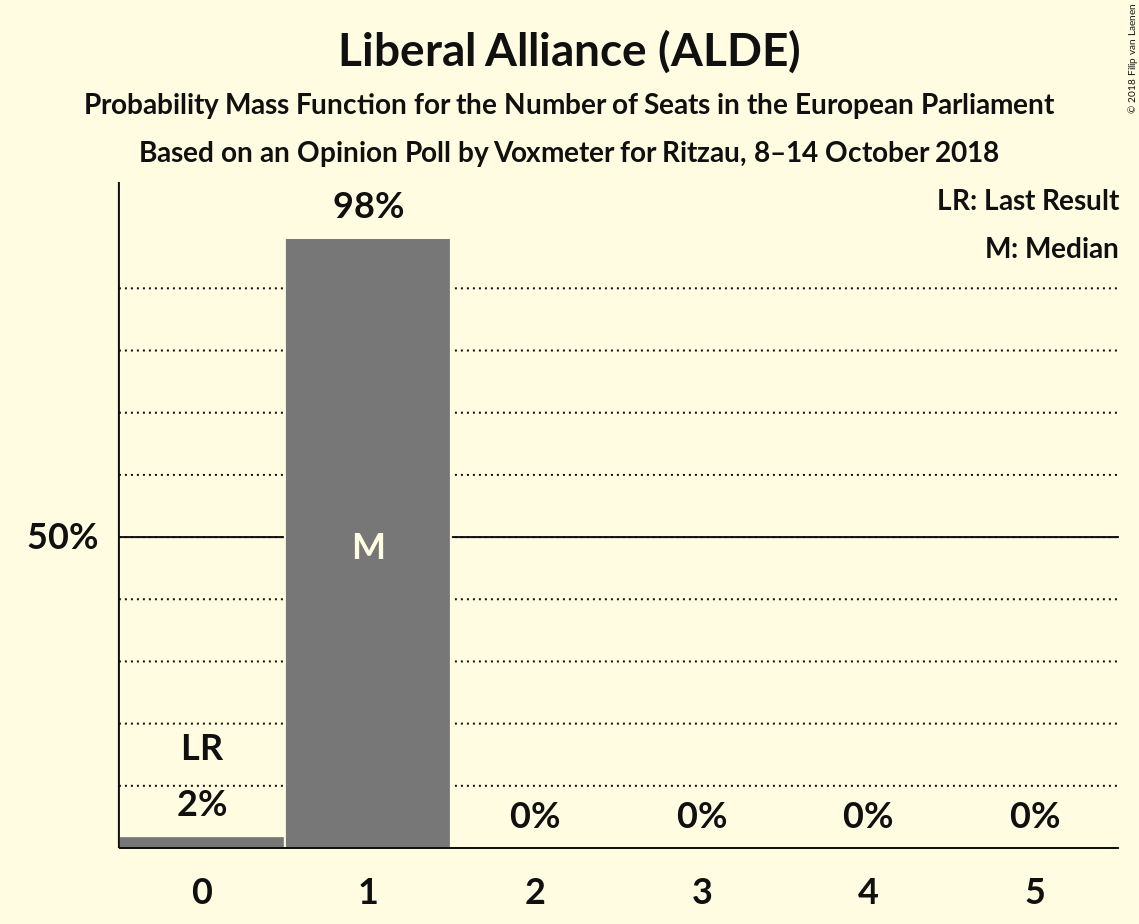 Liberal Alliance (ALDE)
Probability Mass Function for the Number of Seats in the European Parliament
Based on an Opinion Poll by Voxmeter for Ritzau, 8–14 October 2018
© 2018 Filip van Laenen
LR: Last Result
M: Median
98%
50%
M
LR
2%
0%
0%
0%
0%
0
1
2
3
4
5